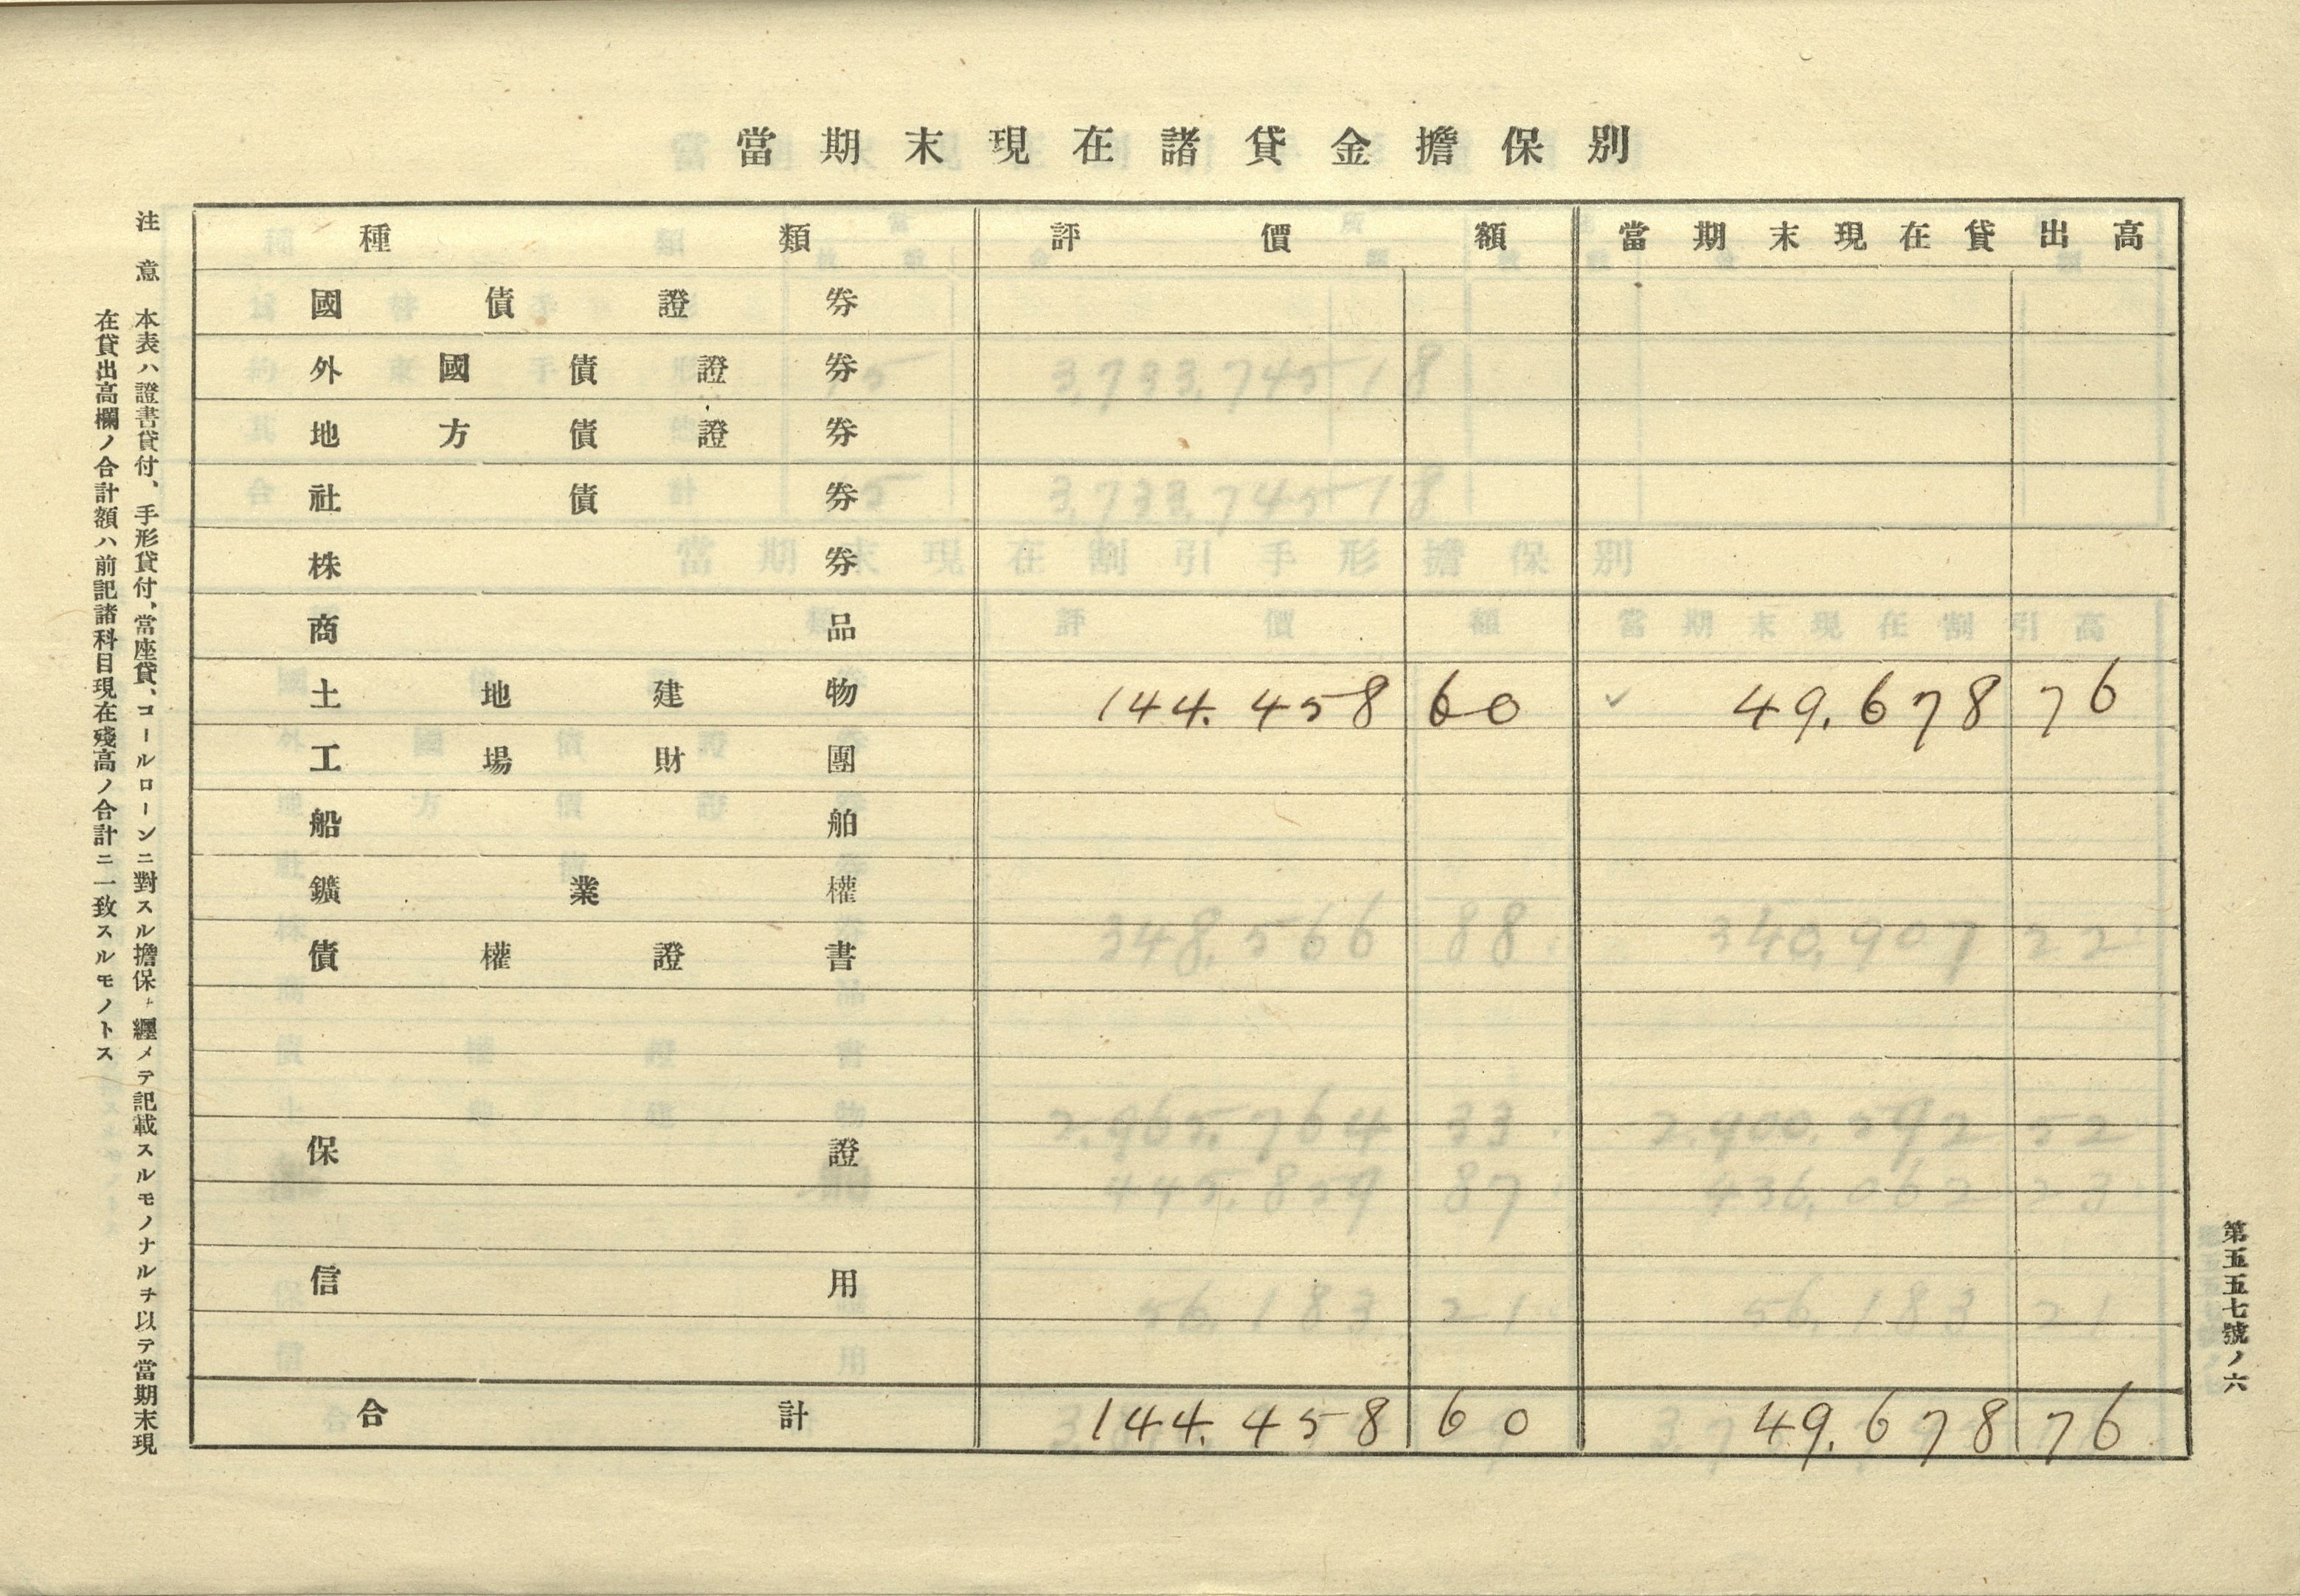 當期末現在諸貸金擔保別
種類 評價額 當期末現在貸出高
國債證券
外國債證券
地方債證券
社債券
株券
商品
土地建物 144.458 60 ✓ 49.678 76
工場財團
船舶
鑛業權
債權證書
保證
信用
合計 144.458 60 49.678 76
注意 本表ハ證書貸付、手形貸付、當座貸、コールローンニ對スル擔保ヲ纒メテ記載スルモノナルヲ以テ當期末現
在貸出高欄ノ合計額ハ前記諸科目現在殘高ノ合計ニ一致スルモノトス
第五五七號ノ六